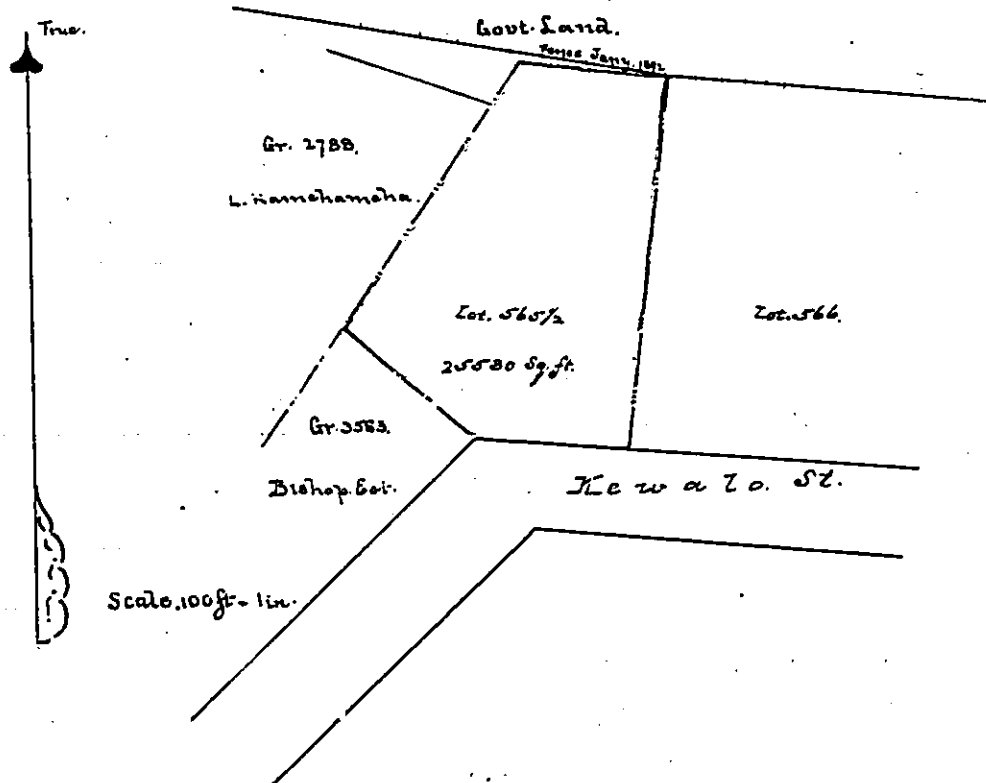 True.
Govt. Land.
Fence Jany. 1892
Gr. 2788.
L. Kamehameha.
Lot. 565½
25580 Sq. ft.
Lot. 566.
Gr. 3563.
Bishop. Est.
Kewalo. St.
Scale. 100ft = 1in.